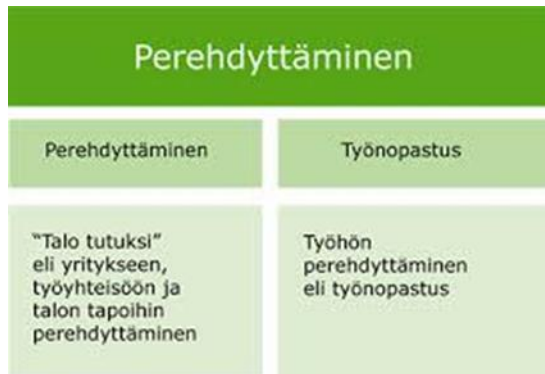 Perehdyttäminen
Perehdyttäminen
Työnopastus
"Talo tutuksi"
eli yritykseen,
työyhteisöön ja
talon tapoihin
perehdyttäminen
Työhön
perehdyttäminen
eli työnopastus